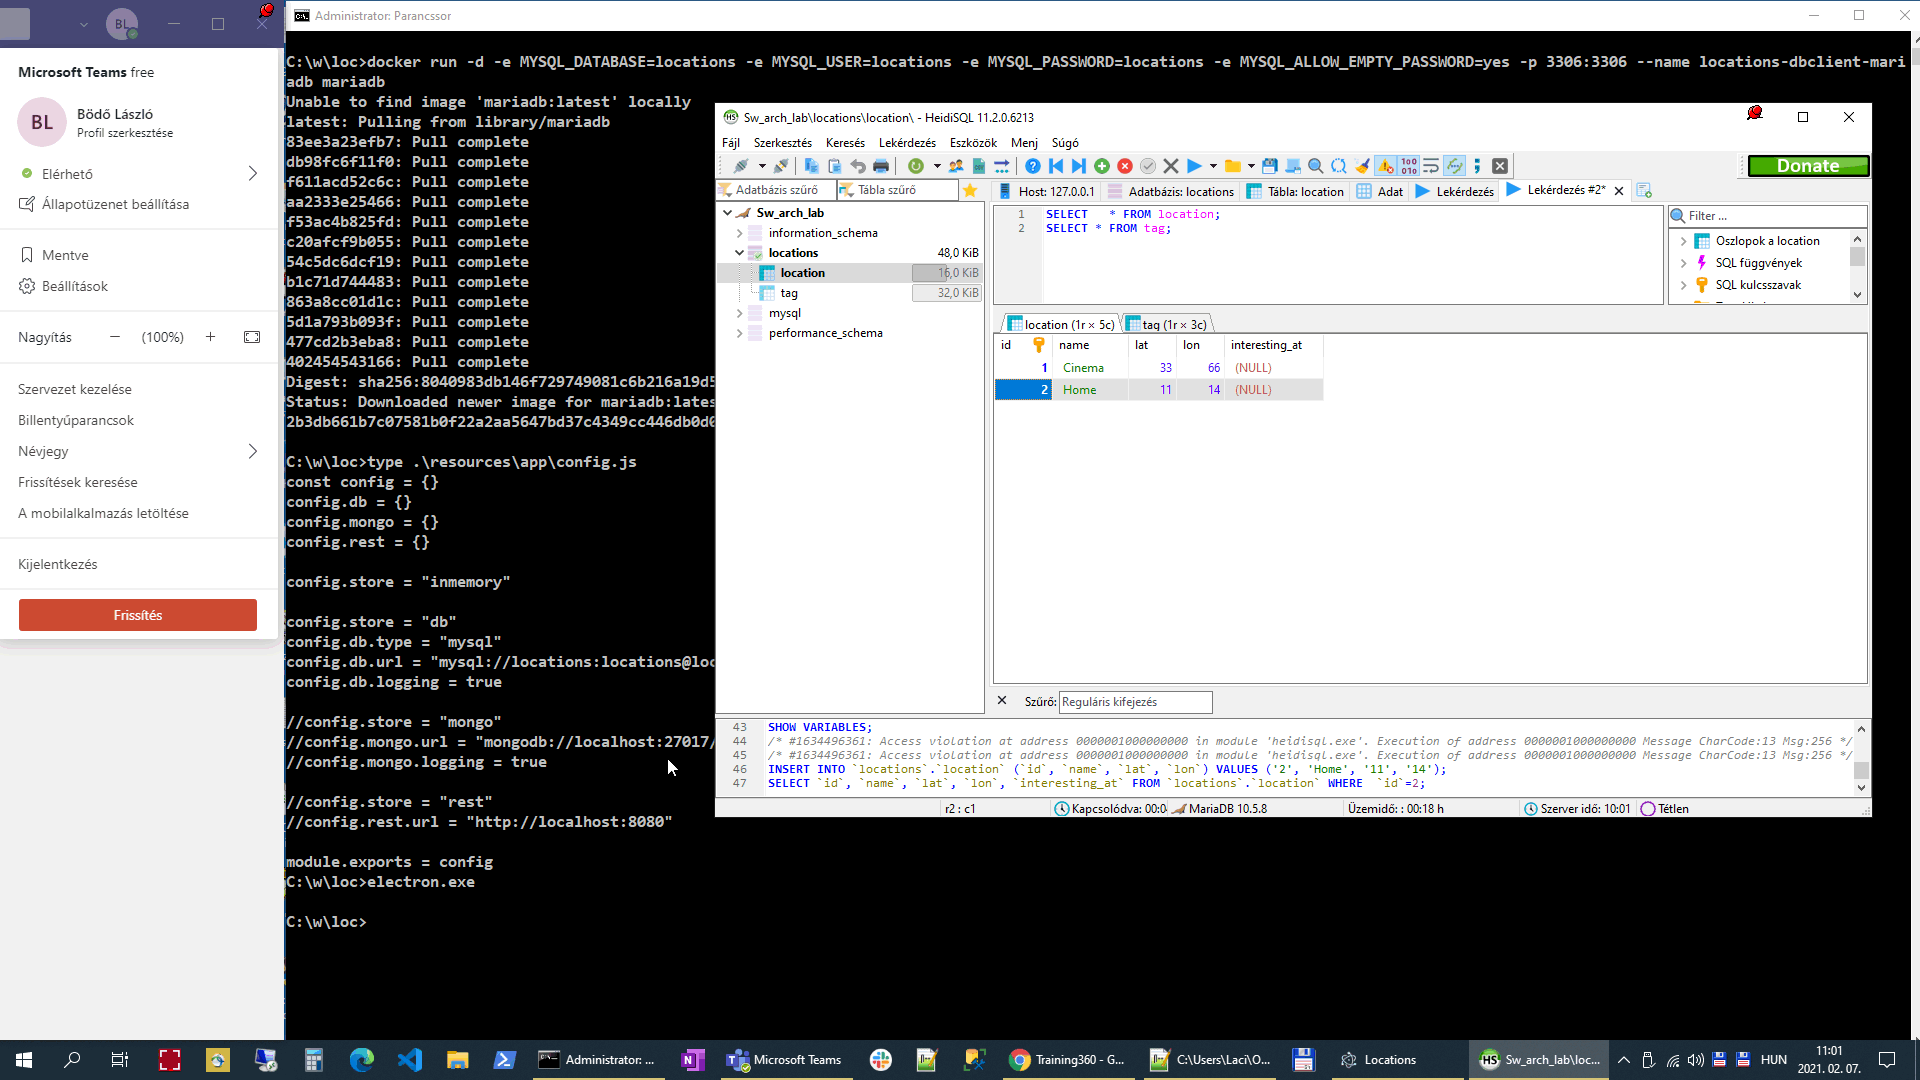 BL
Microsoft Teams free
BL
Bödő László
Profil szerkesztése
Elérhető
Állapotüzenet beállítása
Mentve
Beállítások
Nagyítás
(100%)
Szervezet kezelése
Billentyűparancsok
Névjegy
Frissítések keresése
A mobilalkalmazás letöltése
Kijelentkezés
Frissítés
Administrator: Parancssor
C:\w\loc>docker run -d -e MYSQL_DATABASE=locations -e MYSQL_USER=locations -e MYSQL_PASSWORD=locations -e MYSQL_ALLOW_EMPTY_PASSWORD=yes -p 3306:3306 --name locations-dbclient-mari
adb mariadb
Unable to find image 'mariadb:latest' locally
latest: Pulling from library/mariadb
83ee3a23efb7: Pull complete
db98fc6f11f0: Pull complete
f611acd52c6c: Pull complete
aa2333e25466: Pull complete
f53ac4b825fd: Pull complete
c20afcf9b055: Pull complete
54c5dc6dcf19: Pull complete
b1c71d744483: Pull complete
863a8cc01d1c: Pull complete
5d1a793b093f: Pull complete
477cd2b3eba8: Pull complete
402454543166: Pull complete
Digest: sha256:8040983db146f729749081c6b216a19d5
Status: Downloaded newer image for mariadb:lates
2b3db661b7c07581b0f22a2aa5647bd37c4349cc446db0d0
C:\w\loc>type .\resources\app\config.js
const config = {}
config.db = {}
config.mongo = {}
config.rest = {}
config.store = "inmemory"
config.store = "db"
config.db.type = "mysql"
config.db.url = "mysql://locations:locations@loc
config.db.logging = true
//config.store = "mongo"
//config.mongo.url = "mongodb://localhost:27017/
//config.mongo.logging = true
//config.store = "rest"
//config.rest.url = "http://localhost:8080"
module.exports = config
C:\w\loc>electron.exe
C:\w\loc>
Sw_arch_lab\locations\location\ - HeidiSQL 11.2.0.6213
Fájl Szerkesztés Keresés Lekérdezés Eszközök Menj Súgó
Donate
Adatbázis szűrő Tábla szűrő
Host: 127.0.0.1 Adatbázis: locations Tábla: location Adat Lekérdezés Lekérdezés #2*
Sw_arch_lab
information_schema
locations 48,0 KiB
location 16,0 KiB
tag 32,0 KiB
mysql
performance_schema
1 SELECT * FROM location;
2 SELECT * FROM tag;
Filter ...
Oszlopok a location
SQL függvények
SQL kulcsszavak
location (1r × 5c) tag (1r × 3c)
id name lat lon interesting_at
1 Cinema 33 66 (NULL)
2 Home 11 14 (NULL)
Szűrő: Reguláris kifejezés
43 SHOW VARIABLES;
44 /* #1634496361: Access violation at address 0000001000000000 in module 'heidisql.exe'. Execution of address 0000001000000000 Message CharCode:13 Msg:256 */
45 /* #1634496361: Access violation at address 0000001000000000 in module 'heidisql.exe'. Execution of address 0000001000000000 Message CharCode:13 Msg:256 */
46 INSERT INTO `locations`.`location` (`id`, `name`, `lat`, `lon`) VALUES ('2', 'Home', '11', '14');
47 SELECT `id`, `name`, `lat`, `lon`, `interesting_at` FROM `locations`.`location` WHERE `id`=2;
r2 : c1 Kapcsolódva: 00:0 MariaDB 10.5.8 Üzemidő: : 00:18 h Szerver idő: 10:01 Tétlen
Administrator: ... Microsoft Teams Training360 - G... C:\Users\Laci\O... Locations Sw_arch_lab\loc... HUN
11:01
2021. 02. 07.